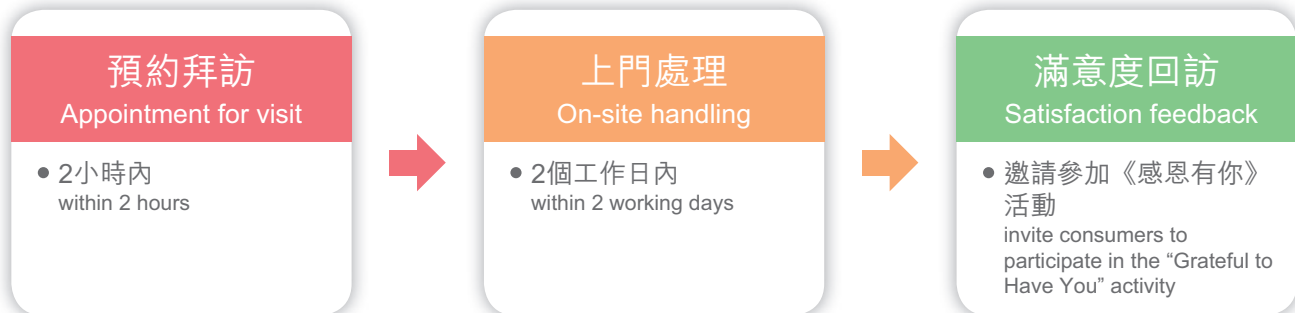 預約拜訪
Appointment for visit
2小時內
within 2 hours
上門處理
On-site handling
2個工作日內
within 2 working days
滿意度回訪
Satisfaction feedback
邀請參加《感恩有你》
活動
invite consumers to
participate in the “Grateful to
Have You” activity